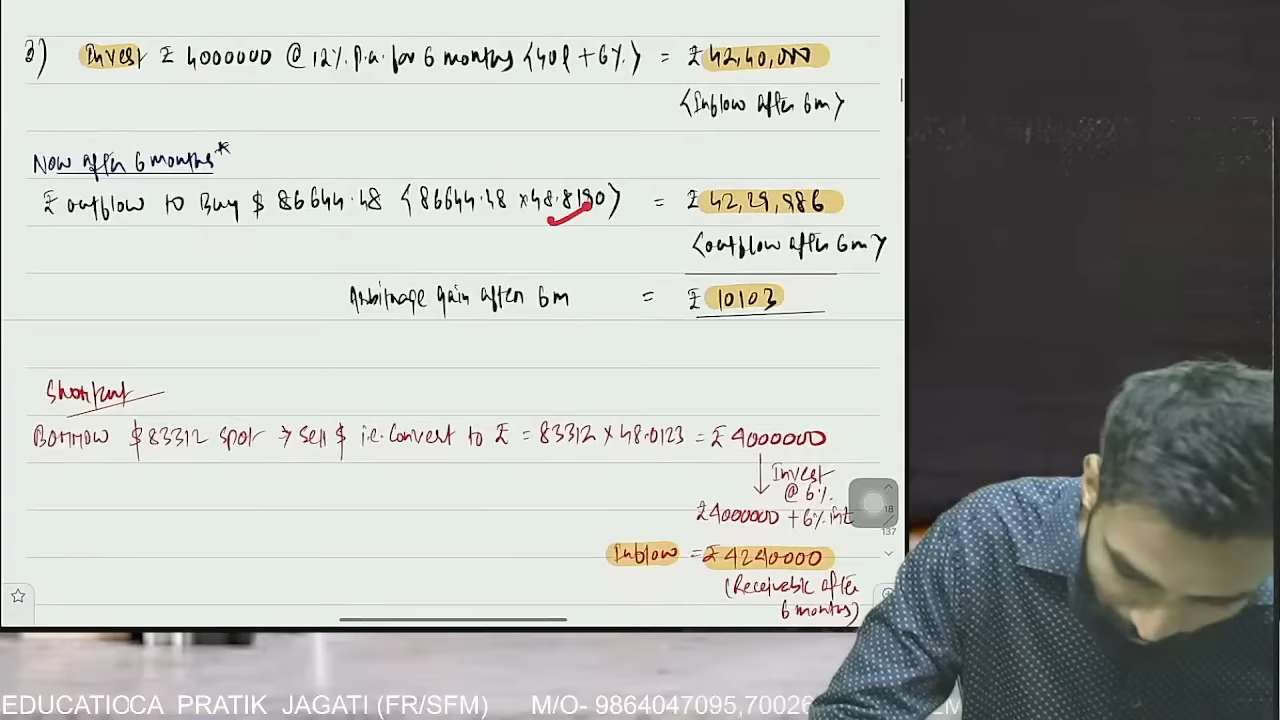 3) Invest ₹ 4000000 @ 12% p.a. for 6 months (40l + 6%) = ₹ 42,40,000
(Inflow after 6m)
Now after 6 months*
₹ outflow to Buy $ 86644.48 (86644.48 × 48.8190) = ₹ 42,29,986
(outflow after 6m)
Arbitrage gain after 6m = ₹ 10103
Shortcut
Borrow $83312 spot → sell $ i.e. convert to ₹ = 83312 × 48.0123 = ₹4000000
Invest
@ 6%
₹4000000 + 6% int
18
137
Inflow = ₹4240000
(Receivable after
6 months)
EDUCATIOCA PRATIK JAGATI (FR/SFM) M/O- 9864047095,70026